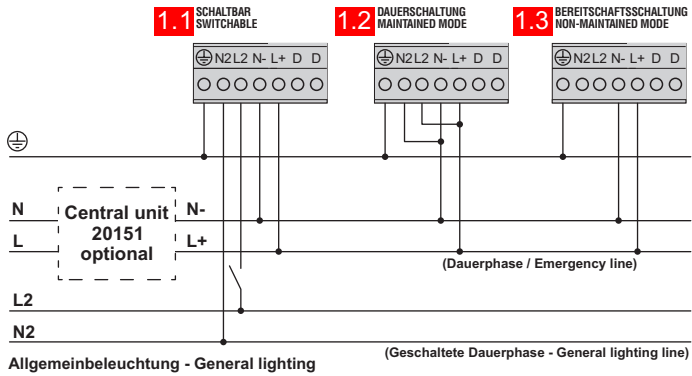 1.1 SCHALTBAR
SWITCHABLE
1.2 DAUERSCHALTUNG
MAINTAINED MODE
1.3 BEREITSCHAFTSSCHALTUNG
NON-MAINTAINED MODE
N2 L2 N- L+ D D
N2 L2 N- L+ D D
N2 L2 N- L+ D D
N
Central unit
20151
optional
N-
L
L+
(Dauerphase / Emergency line)
L2
N2
(Geschaltete Dauerphase - General lighting line)
Allgemeinbeleuchtung - General lighting